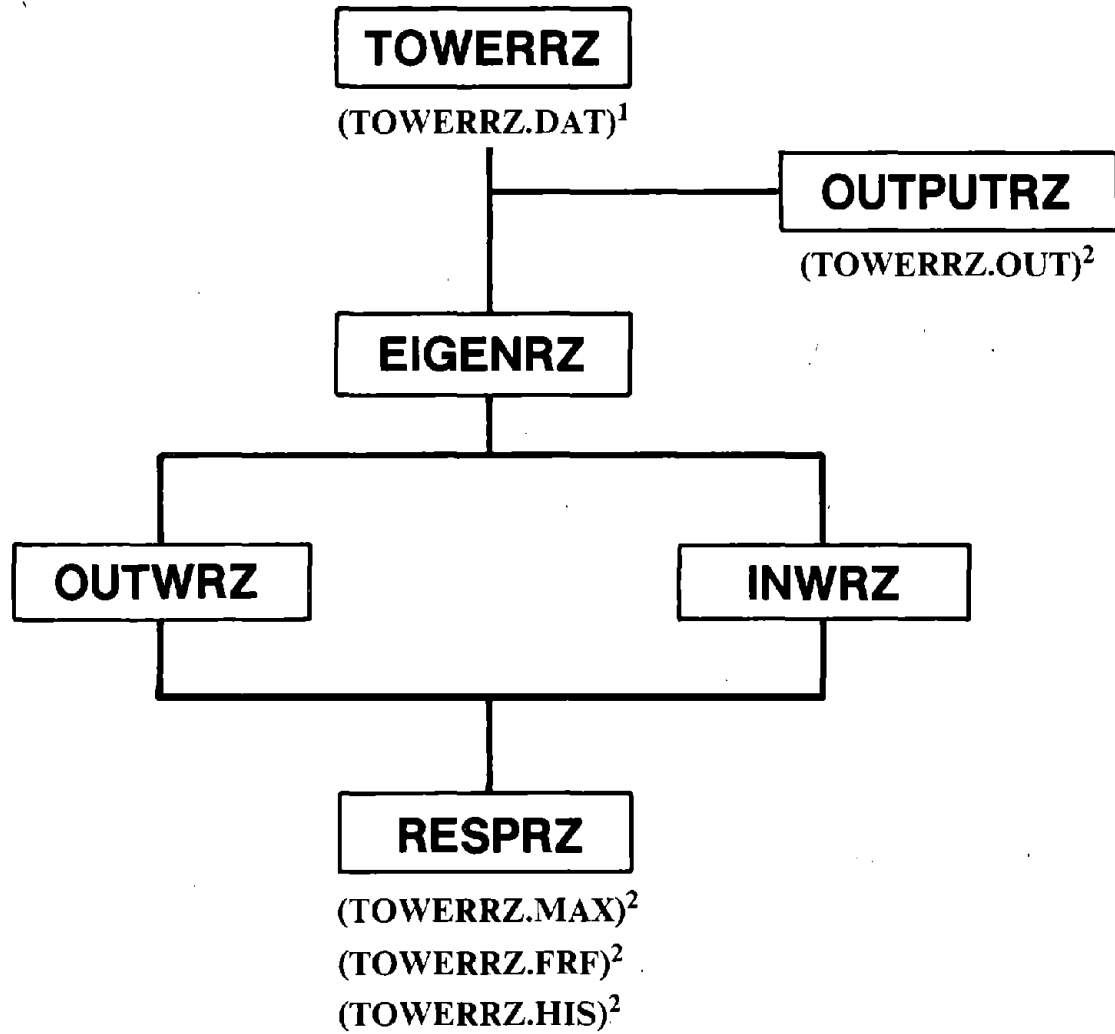 TOWERRZ
(TOWERRZ.DAT)¹
OUTPUTRZ
(TOWERRZ.OUT)²
EIGENRZ
OUTWRZ
INWRZ
RESPRZ
(TOWERRZ.MAX)²
(TOWERRZ.FRF)²
(TOWERRZ.HIS)²